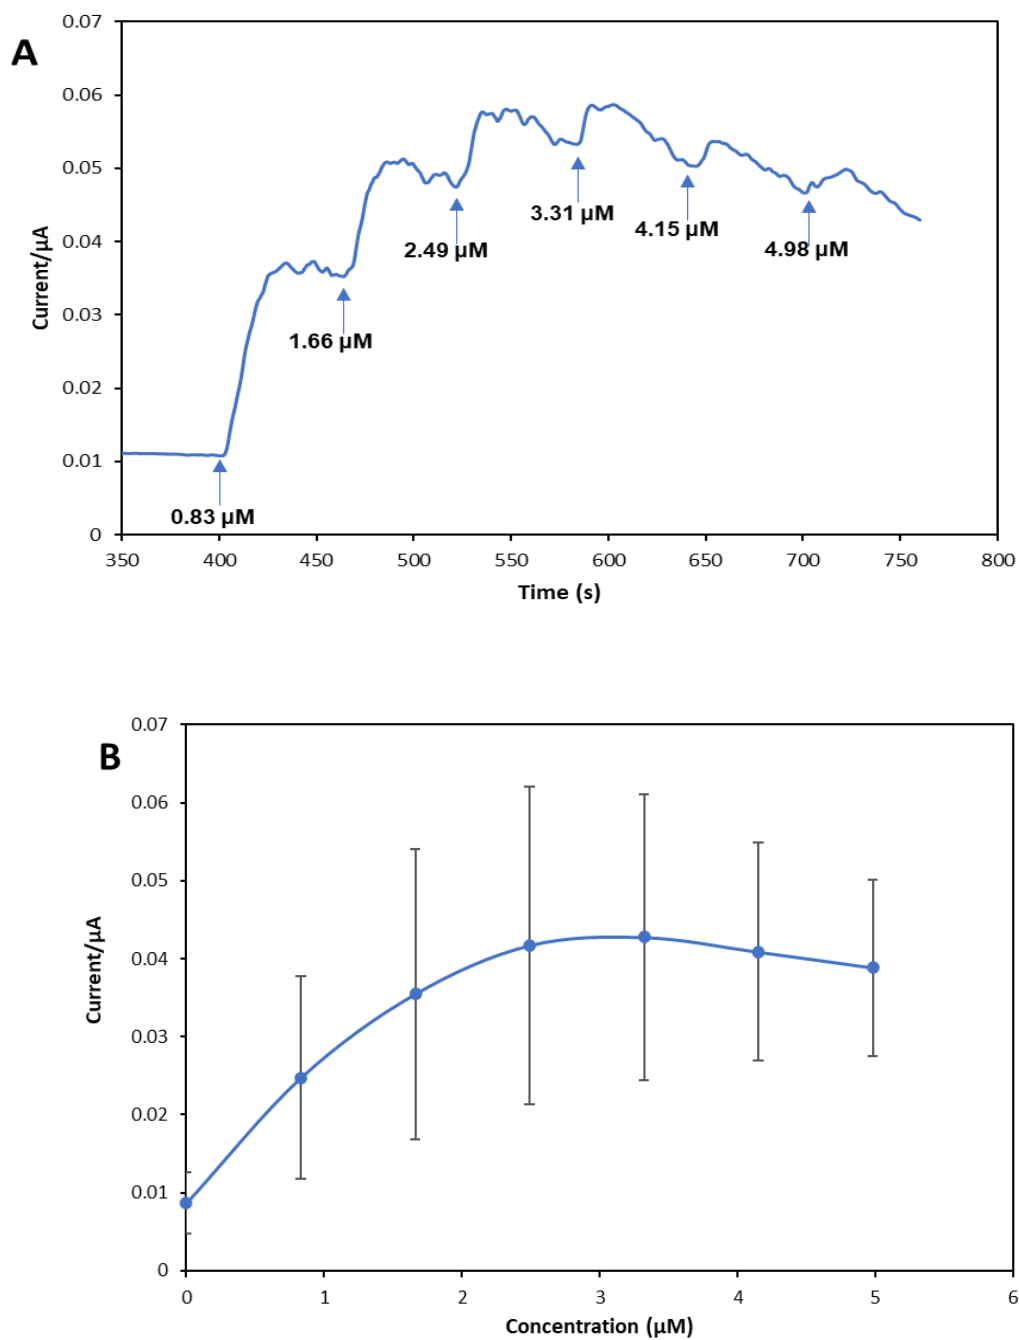 A
0.07
0.06
0.05
0.04
0.03
0.02
0.01
0
Current/µA
3.31 µM
4.15 µM
2.49 µM
4.98 µM
1.66 µM
0.83 µM
350 400 450 500 550 600 650 700 750 800
Time (s)
B
0.07
0.06
0.05
0.04
0.03
0.02
0.01
0
Current/µA
0 1 2 3 4 5 6
Concentration (µM)